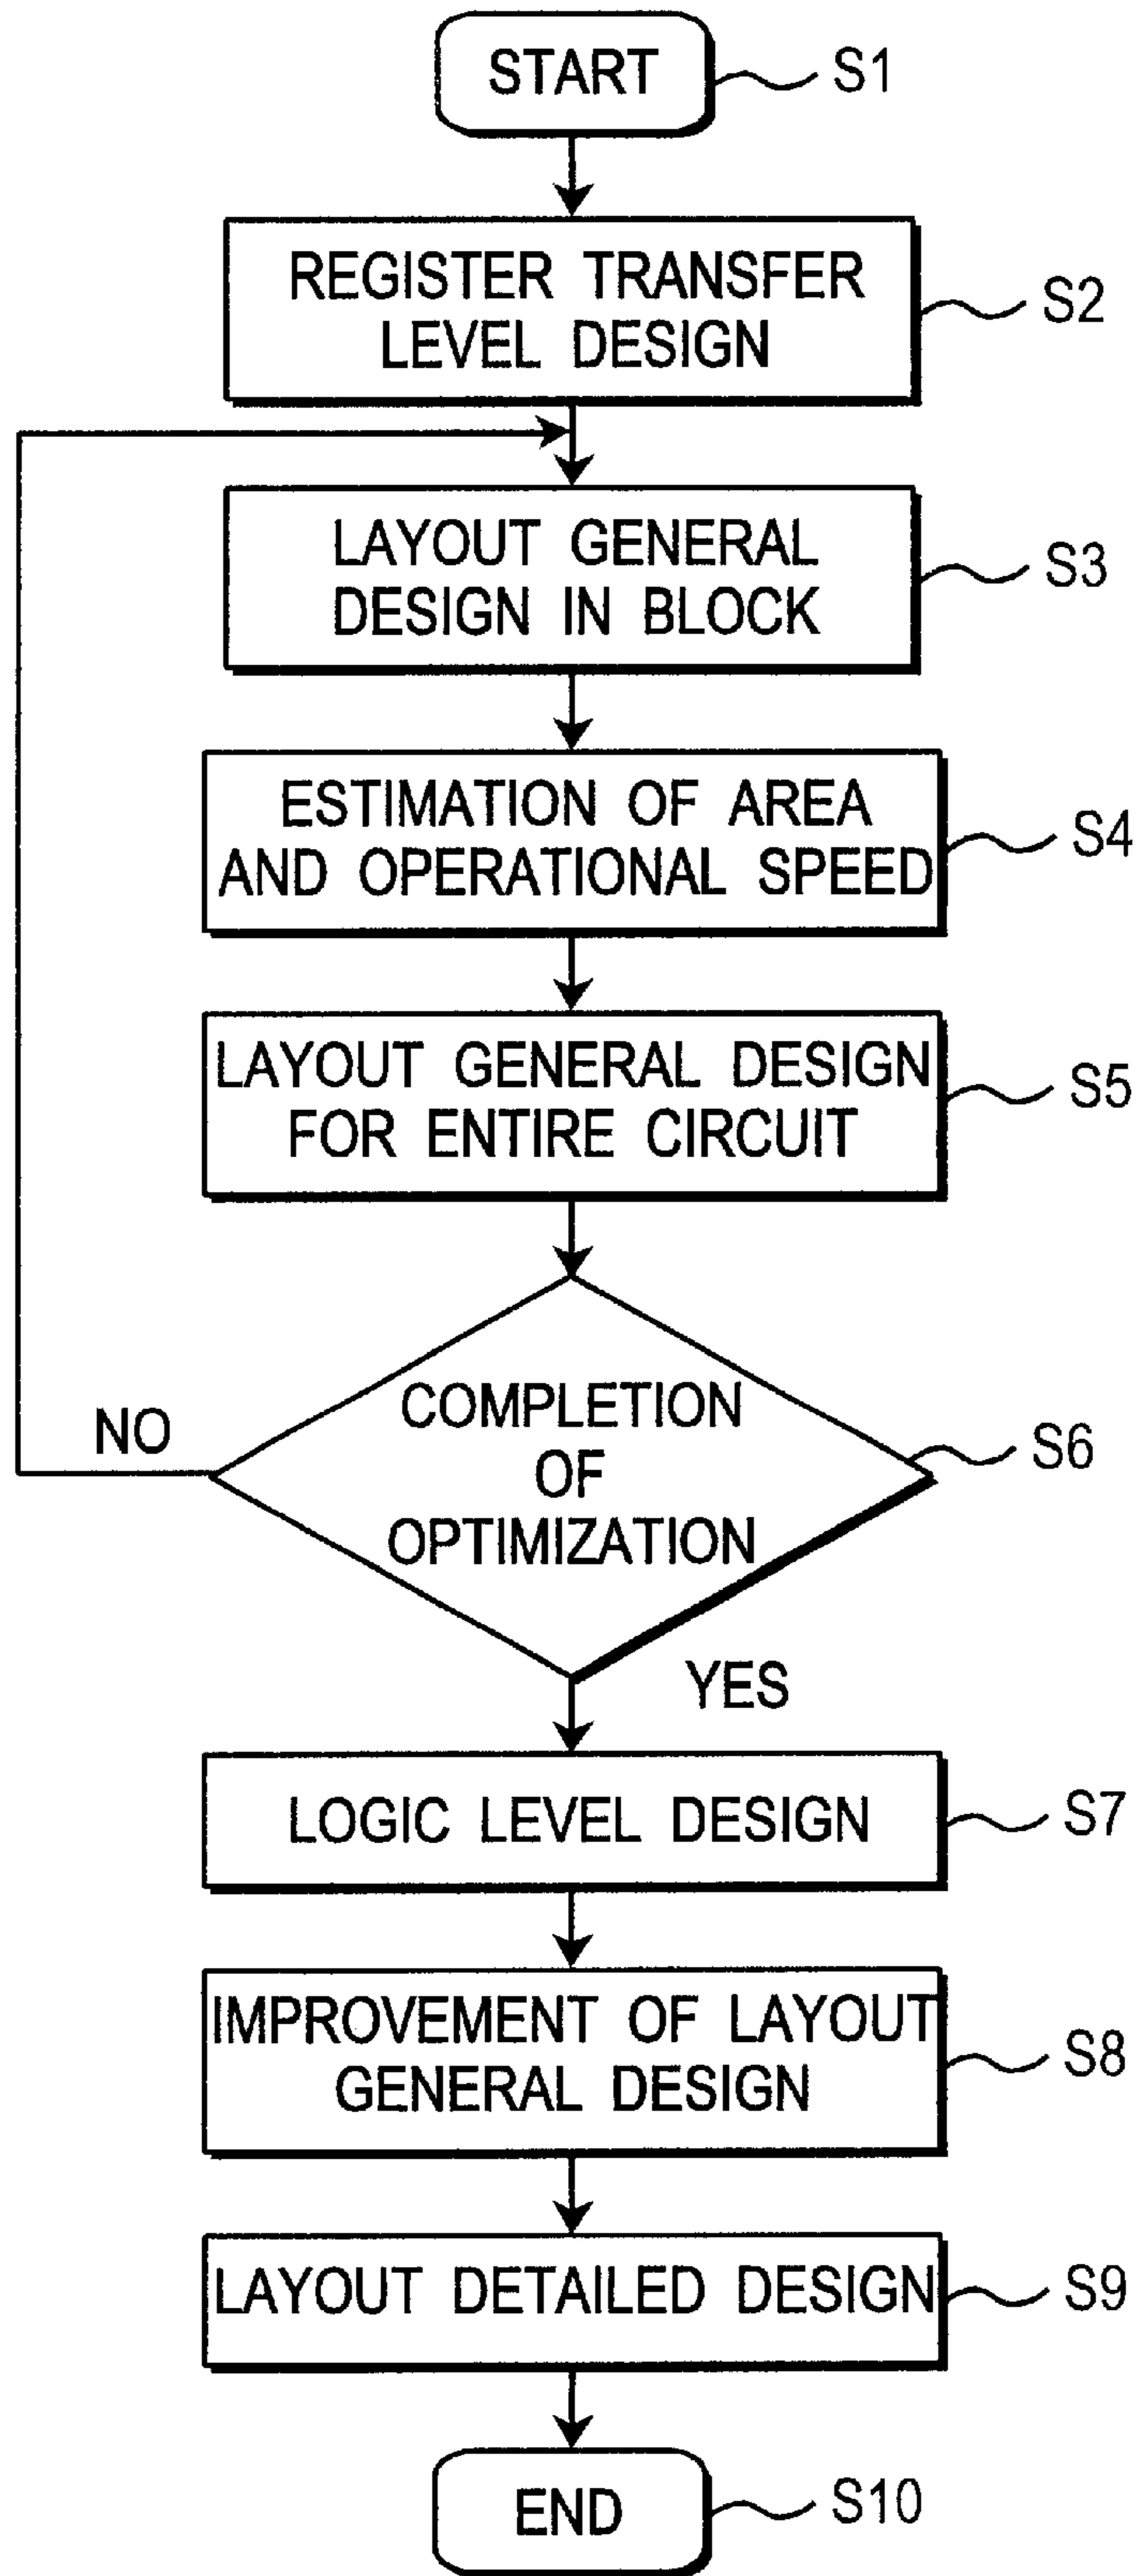 START
S1
REGISTER TRANSFER
LEVEL DESIGN
S2
LAYOUT GENERAL
DESIGN IN BLOCK
S3
ESTIMATION OF AREA
AND OPERATIONAL SPEED
S4
LAYOUT GENERAL DESIGN
FOR ENTIRE CIRCUIT
S5
COMPLETION
OF
OPTIMIZATION
S6
NO
YES
LOGIC LEVEL DESIGN
S7
IMPROVEMENT OF LAYOUT
GENERAL DESIGN
S8
LAYOUT DETAILED DESIGN
S9
END
S10